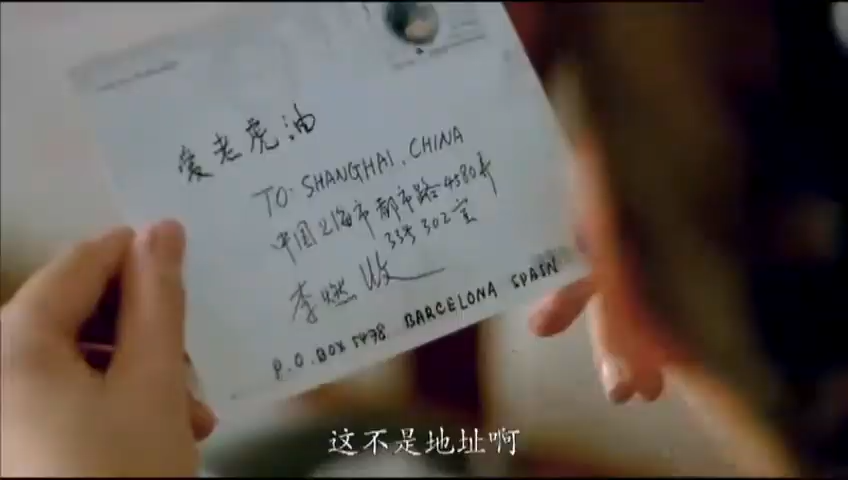 爱老虎油
TO: SHANGHAI, CHINA
中国上海市都市路4580弄
33号302室
李燃 收
P.O.BOX 5478 BARCELONA SPAIN
这不是地址啊